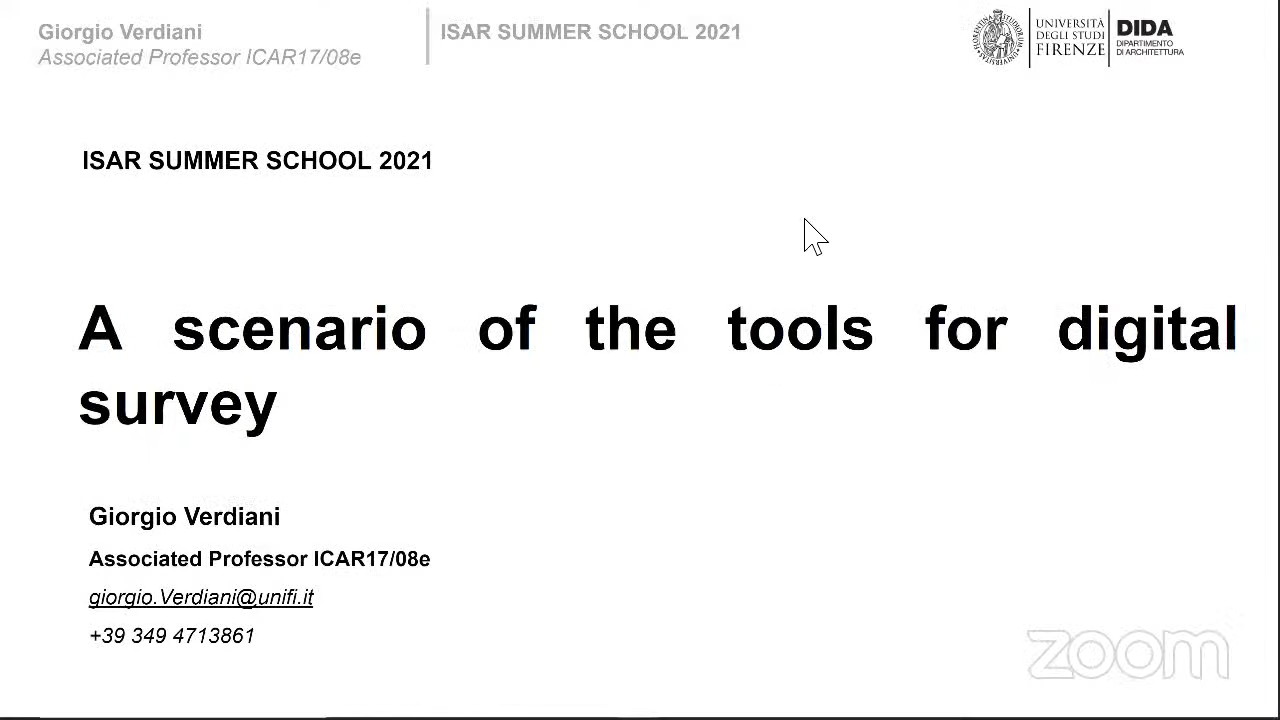 Giorgio Verdiani
Associated Professor ICAR17/08e
ISAR SUMMER SCHOOL 2021
UNIVERSITÀ
DEGLI STUDI
FIRENZE
DIDA
DIPARTIMENTO
DI ARCHITETTURA
ISAR SUMMER SCHOOL 2021
A scenario of the tools for digital
survey
Giorgio Verdiani
Associated Professor ICAR17/08e
giorgio.Verdiani@unifi.it
+39 349 4713861
zoom